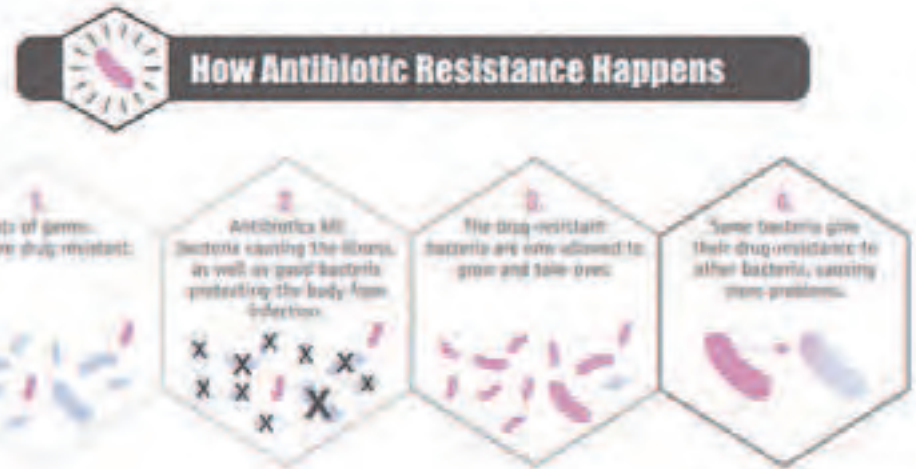 How Antibiotic Resistance Happens
1.
ts of germs.
re drug resistant.
2.
Antibiotics kill
bacteria causing the illness,
as well as good bacteria
protecting the body from
infection.
X X X X X X X X X X
3.
The drug-resistant
bacteria are now allowed to
grow and take over.
4.
Some bacteria give
their drug-resistance to
other bacteria, causing
more problems.